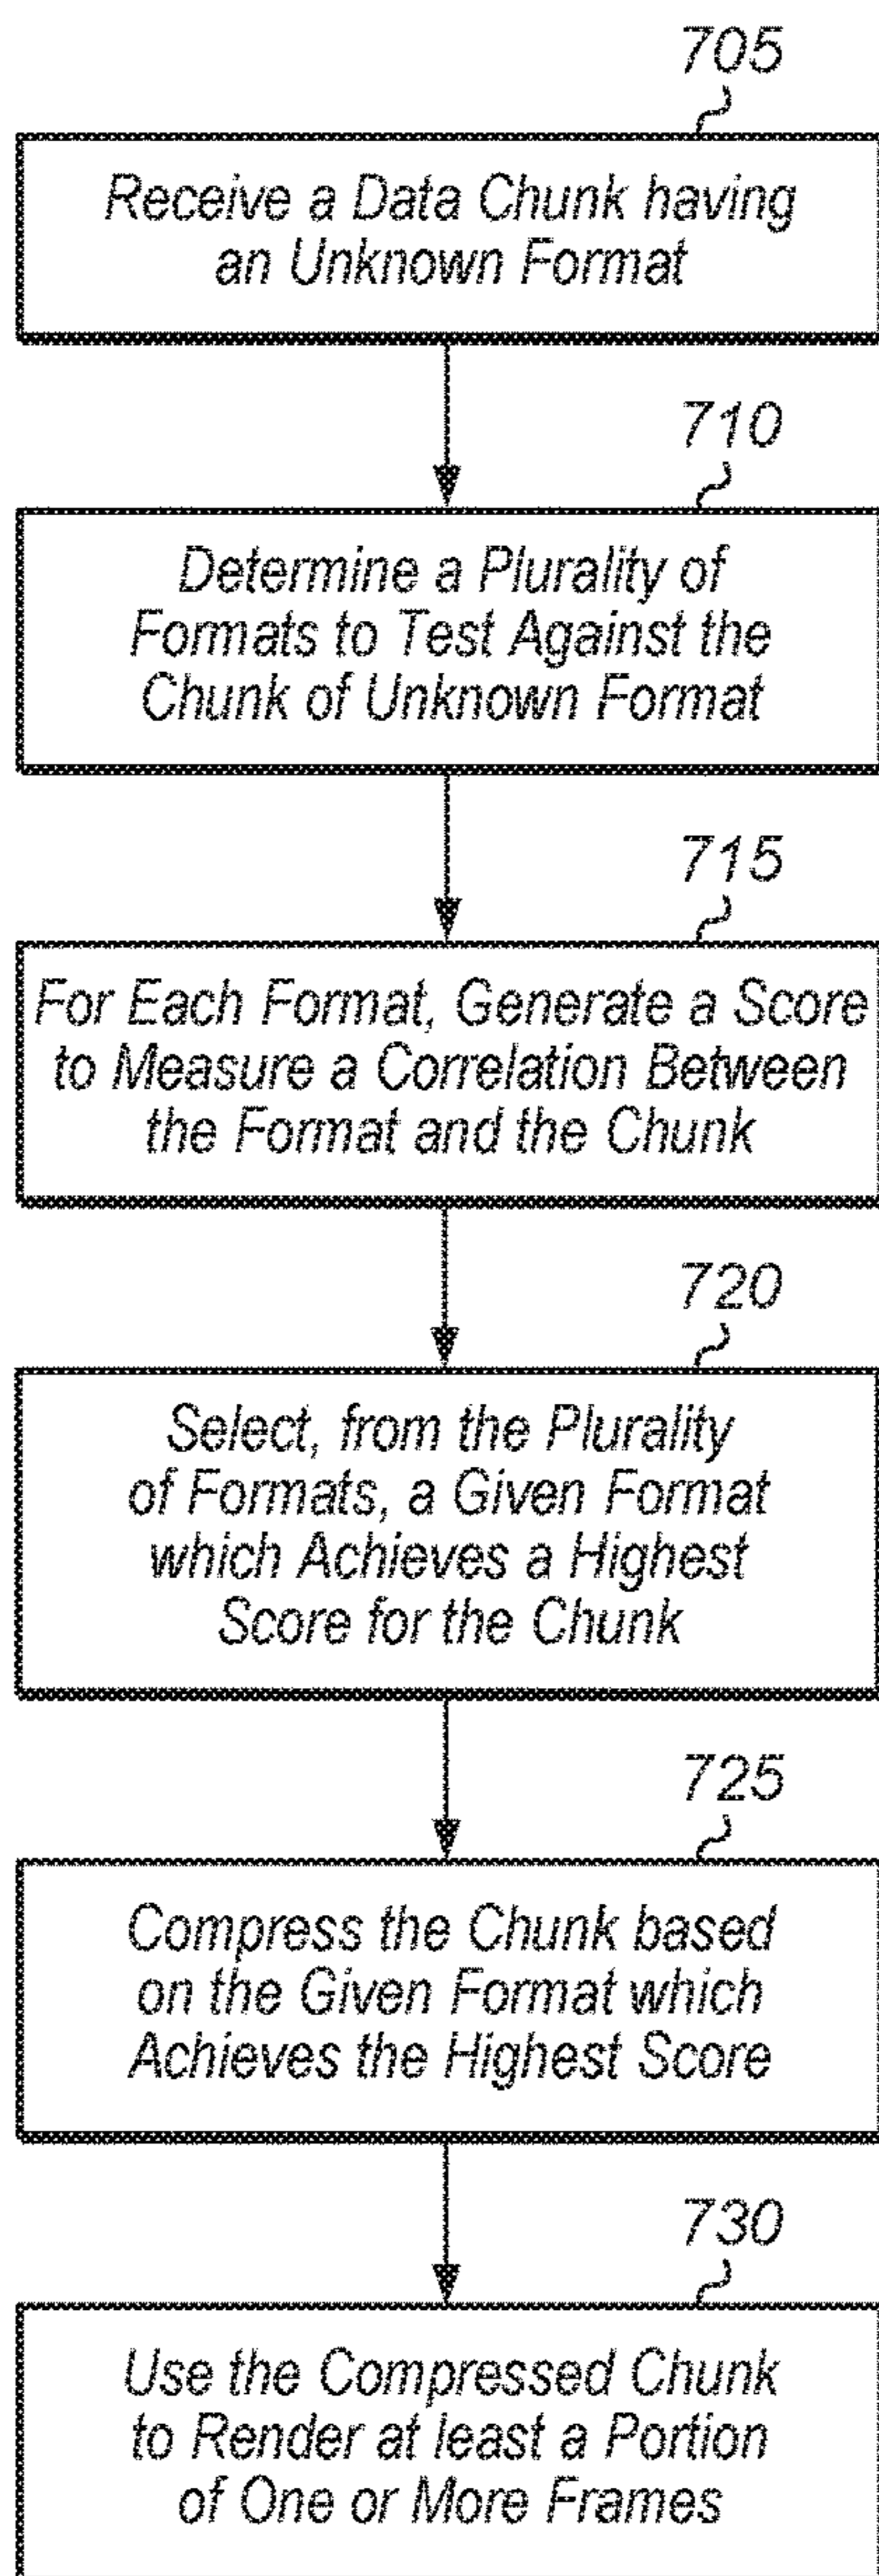 705
Receive a Data Chunk having
an Unknown Format
710
Determine a Plurality of
Formats to Test Against the
Chunk of Unknown Format
715
For Each Format, Generate a Score
to Measure a Correlation Between
the Format and the Chunk
720
Select, from the Plurality
of Formats, a Given Format
which Achieves a Highest
Score for the Chunk
725
Compress the Chunk based
on the Given Format which
Achieves the Highest Score
730
Use the Compressed Chunk
to Render at least a Portion
of One or More Frames